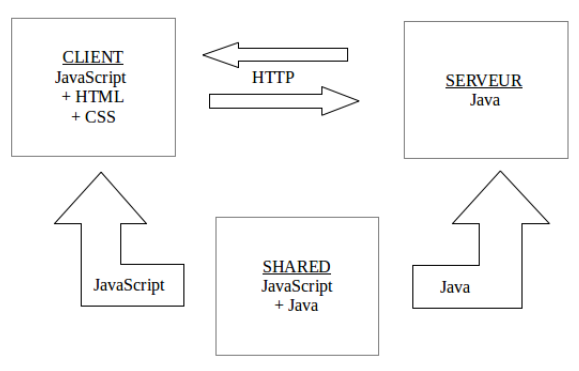 CLIENT
JavaScript
+ HTML
+ CSS
HTTP
SERVEUR
Java
JavaScript
SHARED
JavaScript
+ Java
Java